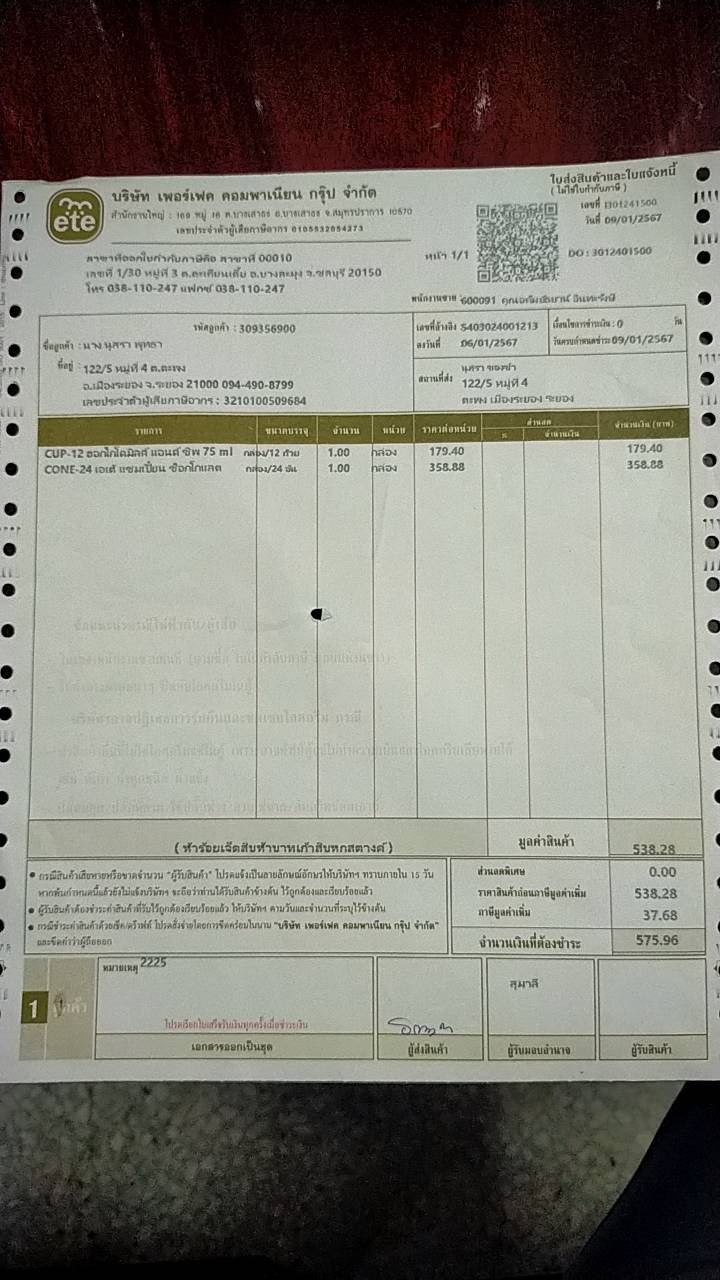 ete
บริษัท เพอร์เฟค คอมพาเนียน กรุ๊ป จำกัด
สำนักงานใหญ่ : 169 หมู่ 16 ต.บางเสาธง อ.บางเสาธง จ.สมุทรปราการ 10570
เลขประจำตัวผู้เสียภาษีอากร 0105532054273
ใบส่งสินค้าและใบแจ้งหนี้
( ไม่ใช่ใบกำกับภาษี )
เลขที่ I301241500
วันที่ 09/01/2567
สาขาที่ออกใบกำกับภาษีคือ สาขาที่ 00010
เลขที่ 1/30 หมู่ที่ 3 ต.ตะเคียนเตี้ย อ.บางละมุง จ.ชลบุรี 20150
โทร 038-110-247 แฟกซ์ 038-110-247
หน้า 1/1
DO : 3012401500
พนักงานขาย 600091
รหัสลูกค้า : 309356900
ชื่อลูกค้า : นาง นุสรา พุทธา
ที่อยู่ : 122/5 หมู่ที่ 4 ต.ตะพง
อ.เมืองระยอง จ.ระยอง 21000 094-490-8799
เลขประจำตัวผู้เสียภาษีอากร : 3210100509684
เลขที่อ้างอิง S403024001213
ลงวันที่ 06/01/2567
เงื่อนไขการชำระเงิน : 0 วัน
วันครบกำหนดชำระ 09/01/2567
สถานที่ส่ง นุสรา ของชำ
122/5 หมู่ที่ 4
ตะพง เมืองระยอง ระยอง
รายการ ขนาดบรรจุ จำนวน หน่วย ราคาต่อหน่วย ส่วนลด จำนวนเงิน (บาท)
% จำนวนเงิน
CUP-12 ฮอกไกโดมิลค์ แอนด์ ชิพ 75 ml กล่อง/12 ถ้วย 1.00 กล่อง 179.40 179.40
CONE-24 เอเต้ แชมเปี้ยน ช็อกโกแลต กล่อง/24 อัน 1.00 กล่อง 358.88 358.88
( ห้าร้อยเจ็ดสิบห้าบาทเก้าสิบหกสตางค์ ) มูลค่าสินค้า 538.28
กรณีสินค้าเสียหายหรือขาดจำนวน "ผู้รับสินค้า" โปรดแจ้งเป็นลายลักษณ์อักษรให้บริษัทฯ ทราบภายใน 15 วัน
หากพ้นกำหนดนี้แล้วยังไม่แจ้งบริษัทฯ จะถือว่าท่านได้รับสินค้าข้างต้น ไว้ถูกต้องและเรียบร้อยแล้ว
ผู้รับสินค้าต้องชำระค่าสินค้าที่รับไว้ถูกต้องเรียบร้อยแล้ว ให้บริษัทฯ ตามวันและจำนวนที่ระบุไว้ข้างต้น
กรณีชำระค่าสินค้าด้วยเช็ค/ดร๊าฟท์ โปรดสั่งจ่ายโดยการขีดคร่อมในนาม "บริษัท เพอร์เฟค คอมพาเนียน กรุ๊ป จำกัด"
และขีดคำว่าผู้ถือออก
ส่วนลดพิเศษ 0.00
ราคาสินค้าก่อนภาษีมูลค่าเพิ่ม 538.28
ภาษีมูลค่าเพิ่ม 37.68
จำนวนเงินที่ต้องชำระ 575.96
1 ลูกค้า
หมายเหตุ 2225
สุมาลี
โปรดเรียกใบเสร็จรับเงินทุกครั้งเมื่อชำระเงิน
เอกสารออกเป็นชุด ผู้ส่งสินค้า ผู้รับมอบอำนาจ ผู้รับสินค้า